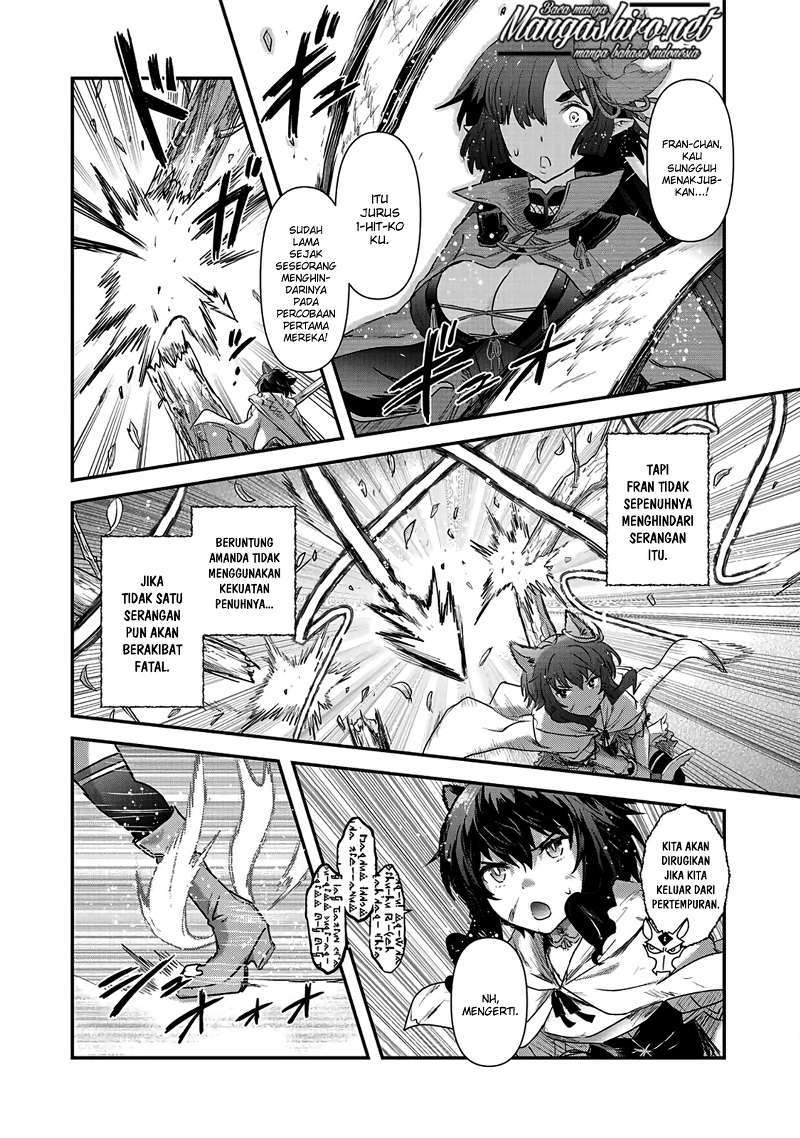 Baca manga
Mangashiro.net
manga bahasa indonesia
FRAN-CHAN,
KAU
SUNGGUH
MENAKJUB-
KAN...!
ITU
JURUS
1-HIT-KO
KU.
SUDAH
LAMA
SEJAK
SESEORANG
MENGHIN-
DARINYA
PADA
PERCOBAAN
PERTAMA
MEREKA!
TAPI
FRAN TIDAK
SEPENUHNYA
MENGHINDARI
SERANGAN
ITU.
BERUNTUNG
AMANDA TIDAK
MENGGUNAKAN
KEKUATAN
PENUHNYA...
JIKA
TIDAK SATU
SERANGAN
PUN AKAN
BERAKIBAT
FATAL.
KITA AKAN
DIRUGIKAN
JIKA KITA
KELUAR DARI
PERTEMPURAN.
NH,
MENGERTI.